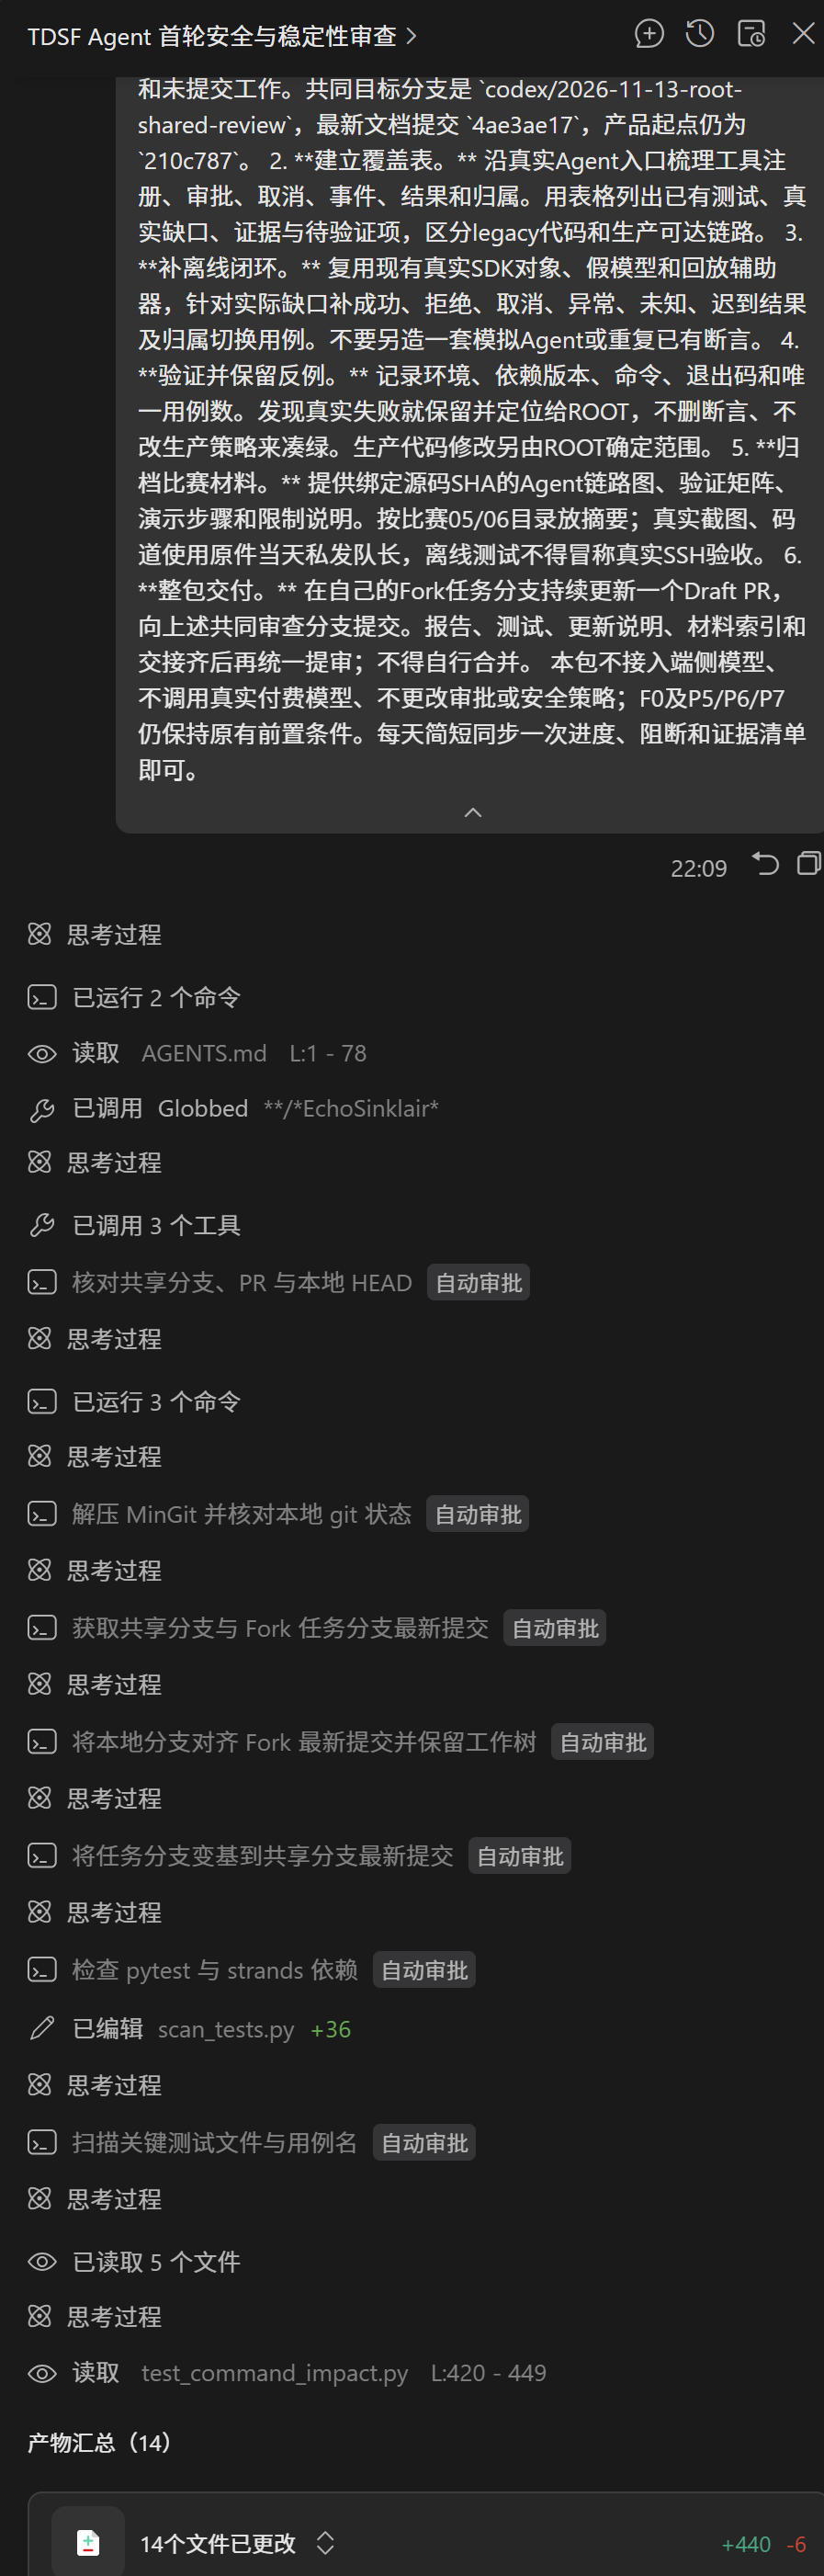 TDSF Agent 首轮安全与稳定性审查
和未提交工作。共同目标分支是 `codex/2026-11-13-root-
shared-review`，最新文档提交 `4ae3ae17`，产品起点仍为
`210c787`。 2. **建立覆盖表。** 沿真实Agent入口梳理工具注
册、审批、取消、事件、结果和归属。用表格列出已有测试、真
实缺口、证据与待验证项，区分legacy代码和生产可达链路。 3.
**补离线闭环。** 复用现有真实SDK对象、假模型和回放辅助
器，针对实际缺口补成功、拒绝、取消、异常、未知、迟到结果
及归属切换用例。不要另造一套模拟Agent或重复已有断言。 4.
**验证并保留反例。** 记录环境、依赖版本、命令、退出码和唯
一用例数。发现真实失败就保留并定位给ROOT，不删断言、不
改生产策略来凑绿。生产代码修改另由ROOT确定范围。 5. **归
档比赛材料。** 提供绑定源码SHA的Agent链路图、验证矩阵、
演示步骤和限制说明。按比赛05/06目录放摘要；真实截图、码
道使用原件当天私发队长，离线测试不得冒称真实SSH验收。 6.
**整包交付。** 在自己的Fork任务分支持续更新一个Draft PR，
向上述共同审查分支提交。报告、测试、更新说明、材料索引和
交接齐后再统一提审；不得自行合并。 本包不接入端侧模型、
不调用真实付费模型、不更改审批或安全策略；F0及P5/P6/P7
仍保持原有前置条件。每天简短同步一次进度、阻断和证据清单
即可。
22:09
思考过程
已运行 2 个命令
读取 AGENTS.md L:1 - 78
已调用 Globbed **/*EchoSinklair*
思考过程
已调用 3 个工具
核对共享分支、PR 与本地 HEAD 自动审批
思考过程
已运行 3 个命令
思考过程
解压 MinGit 并核对本地 git 状态 自动审批
思考过程
获取共享分支与 Fork 任务分支最新提交 自动审批
思考过程
将本地分支对齐 Fork 最新提交并保留工作树 自动审批
思考过程
将任务分支变基到共享分支最新提交 自动审批
思考过程
检查 pytest 与 strands 依赖 自动审批
已编辑 scan_tests.py +36
思考过程
扫描关键测试文件与用例名 自动审批
思考过程
已读取 5 个文件
思考过程
读取 test_command_impact.py L:420 - 449
产物汇总（14）
14个文件已更改 +440 -6